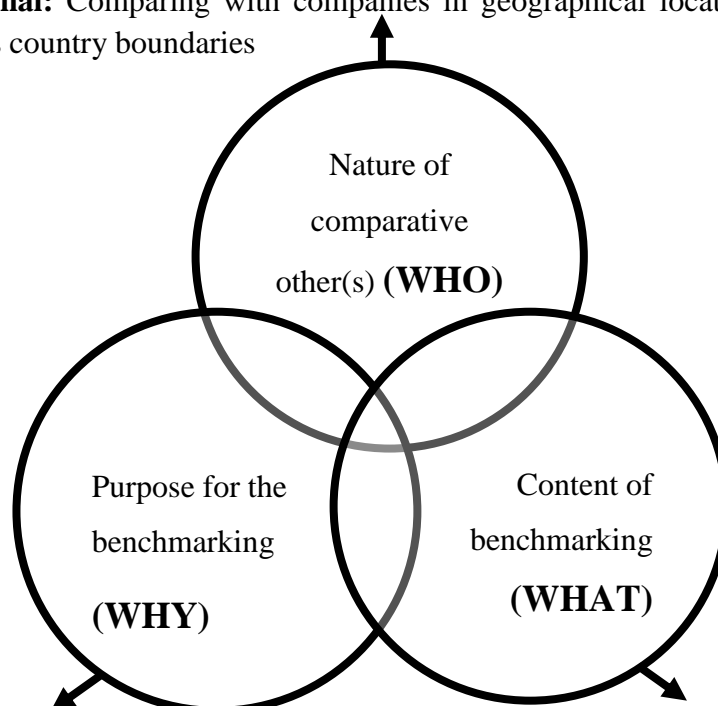 nal: Comparing with companies in geographical locat
country boundaries
Nature of
comparative
other(s) (WHO)
Purpose for the
benchmarking
(WHY)
Content of
benchmarking
(WHAT)